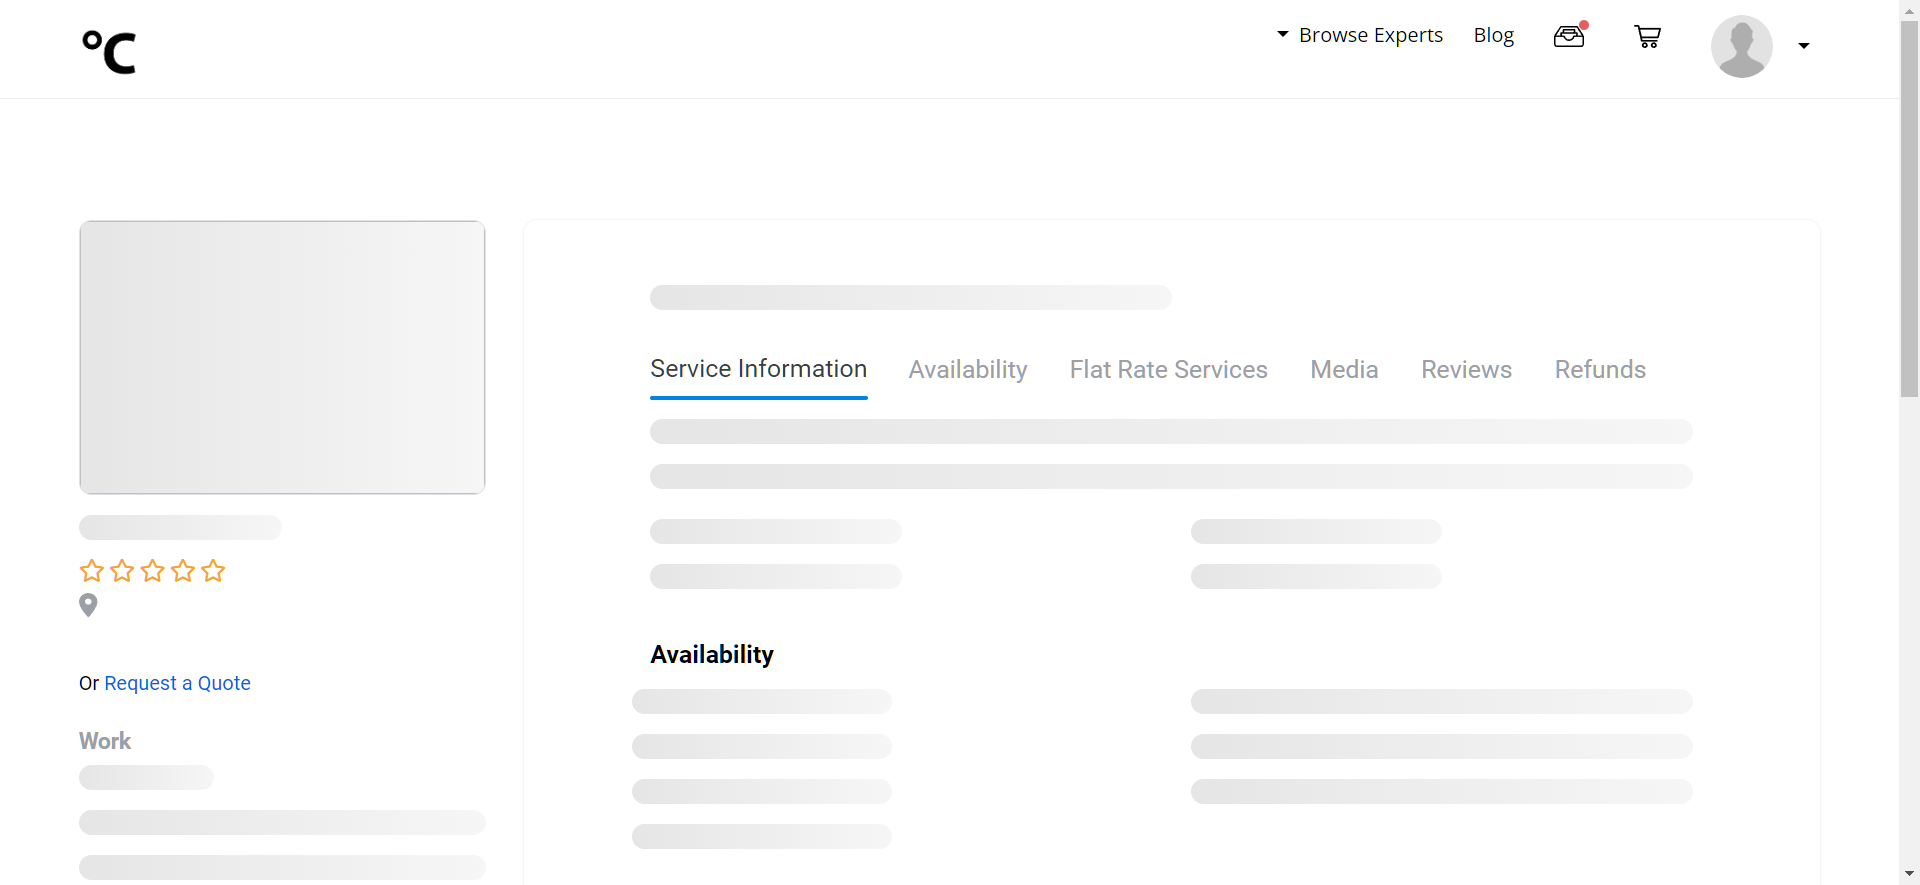 °C
Browse Experts Blog
Service Information Availability Flat Rate Services Media Reviews Refunds
Availability
Or Request a Quote
Work